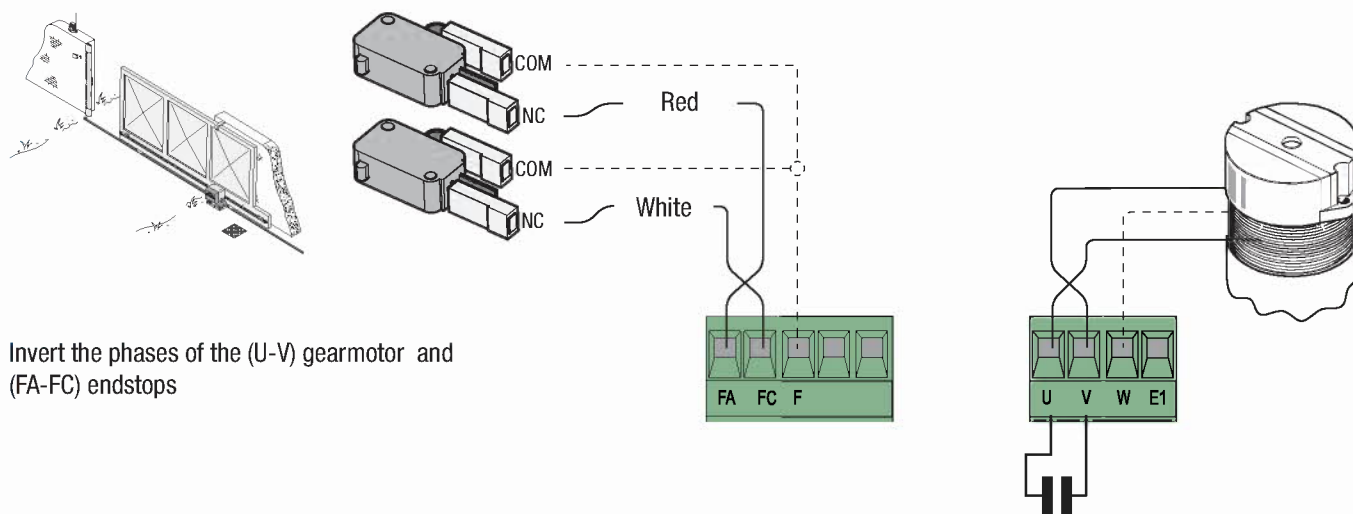 COM
NC
Red
COM
NC
White
Invert the phases of the (U-V) gearmotor and
(FA-FC) endstops
FA FC F
U V W E1